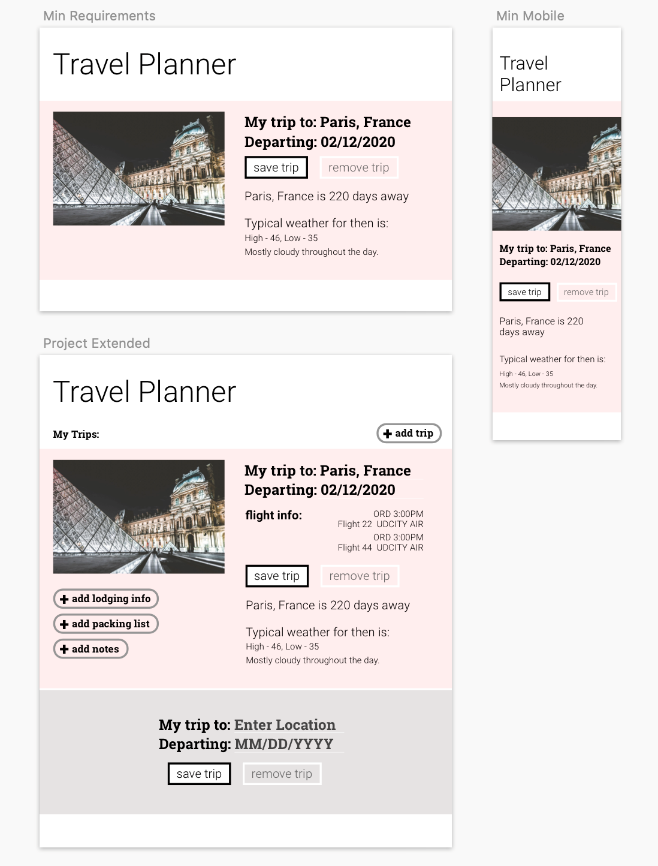 Min Requirements
Travel Planner
My trip to: Paris, France
Departing: 02/12/2020
save trip
remove trip
Paris, France is 220 days away
Typical weather for then is:
High - 46, Low - 35
Mostly cloudy throughout the day.
Min Mobile
Travel
Planner
My trip to: Paris, France
Departing: 02/12/2020
save trip
remove trip
Paris, France is 220
days away
Typical weather for then is:
High - 46, Low - 35
Mostly cloudy throughout the day.
Project Extended
Travel Planner
My Trips:
add trip
My trip to: Paris, France
Departing: 02/12/2020
flight info:
ORD 3:00PM
Flight 22 UDCITY AIR
ORD 3:00PM
Flight 44 UDCITY AIR
save trip
remove trip
add lodging info
add packing list
add notes
Paris, France is 220 days away
Typical weather for then is:
High - 46, Low - 35
Mostly cloudy throughout the day.
My trip to: Enter Location
Departing: MM/DD/YYYY
save trip
remove trip